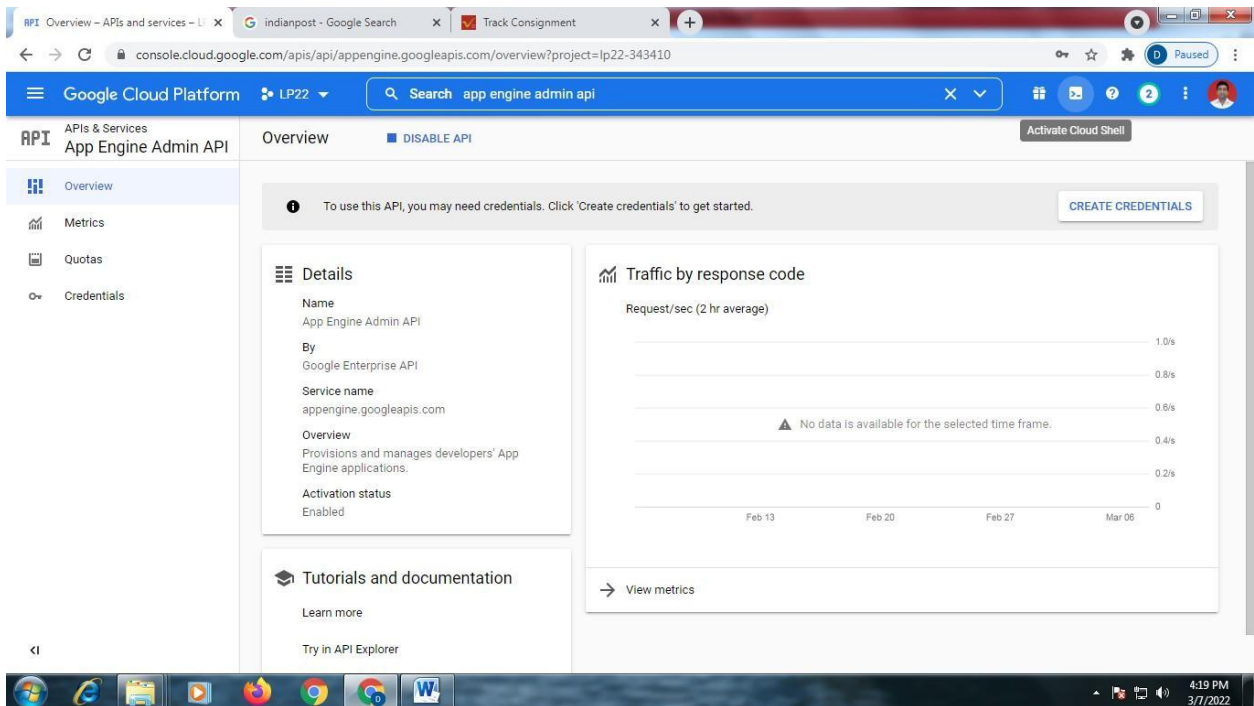 API Overview – APIs and services – L
indianpost - Google Search
Track Consignment
console.cloud.google.com/apis/api/appengine.googleapis.com/overview?project=lp22-343410
D Paused
Google Cloud Platform
LP22
Search app engine admin api
2
API
APIs & Services
App Engine Admin API
Overview
DISABLE API
Activate Cloud Shell
Overview
Metrics
Quotas
Credentials
To use this API, you may need credentials. Click 'Create credentials' to get started.
CREATE CREDENTIALS
Details
Name
App Engine Admin API
By
Google Enterprise API
Service name
appengine.googleapis.com
Overview
Provisions and manages developers' App
Engine applications.
Activation status
Enabled
Traffic by response code
Request/sec (2 hr average)
1.0/s
0.8/s
0.6/s
No data is available for the selected time frame.
0.4/s
0.2/s
0
Feb 13
Feb 20
Feb 27
Mar 06
View metrics
Tutorials and documentation
Learn more
Try in API Explorer
4:19 PM
3/7/2022